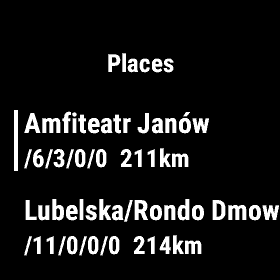 Places
Amfiteatr Janów
/6/3/0/0 211km
Lubelska/Rondo Dmow
/11/0/0/0 214km